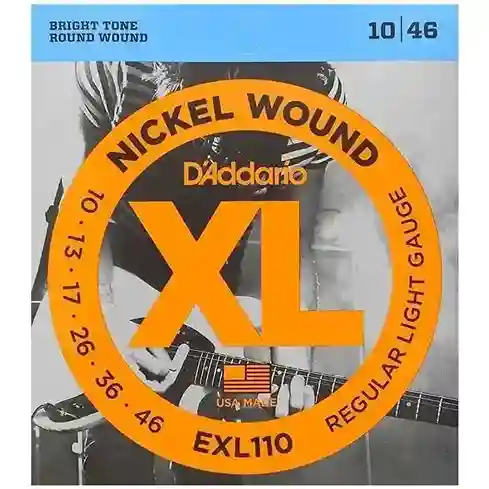 BRIGHT TONE
ROUND WOUND
10|46
NICKEL WOUND
D'Addario
XL
10 · 13 · 17 · 26 · 36 · 46
REGULAR LIGHT GAUGE
USA MADE
EXL110